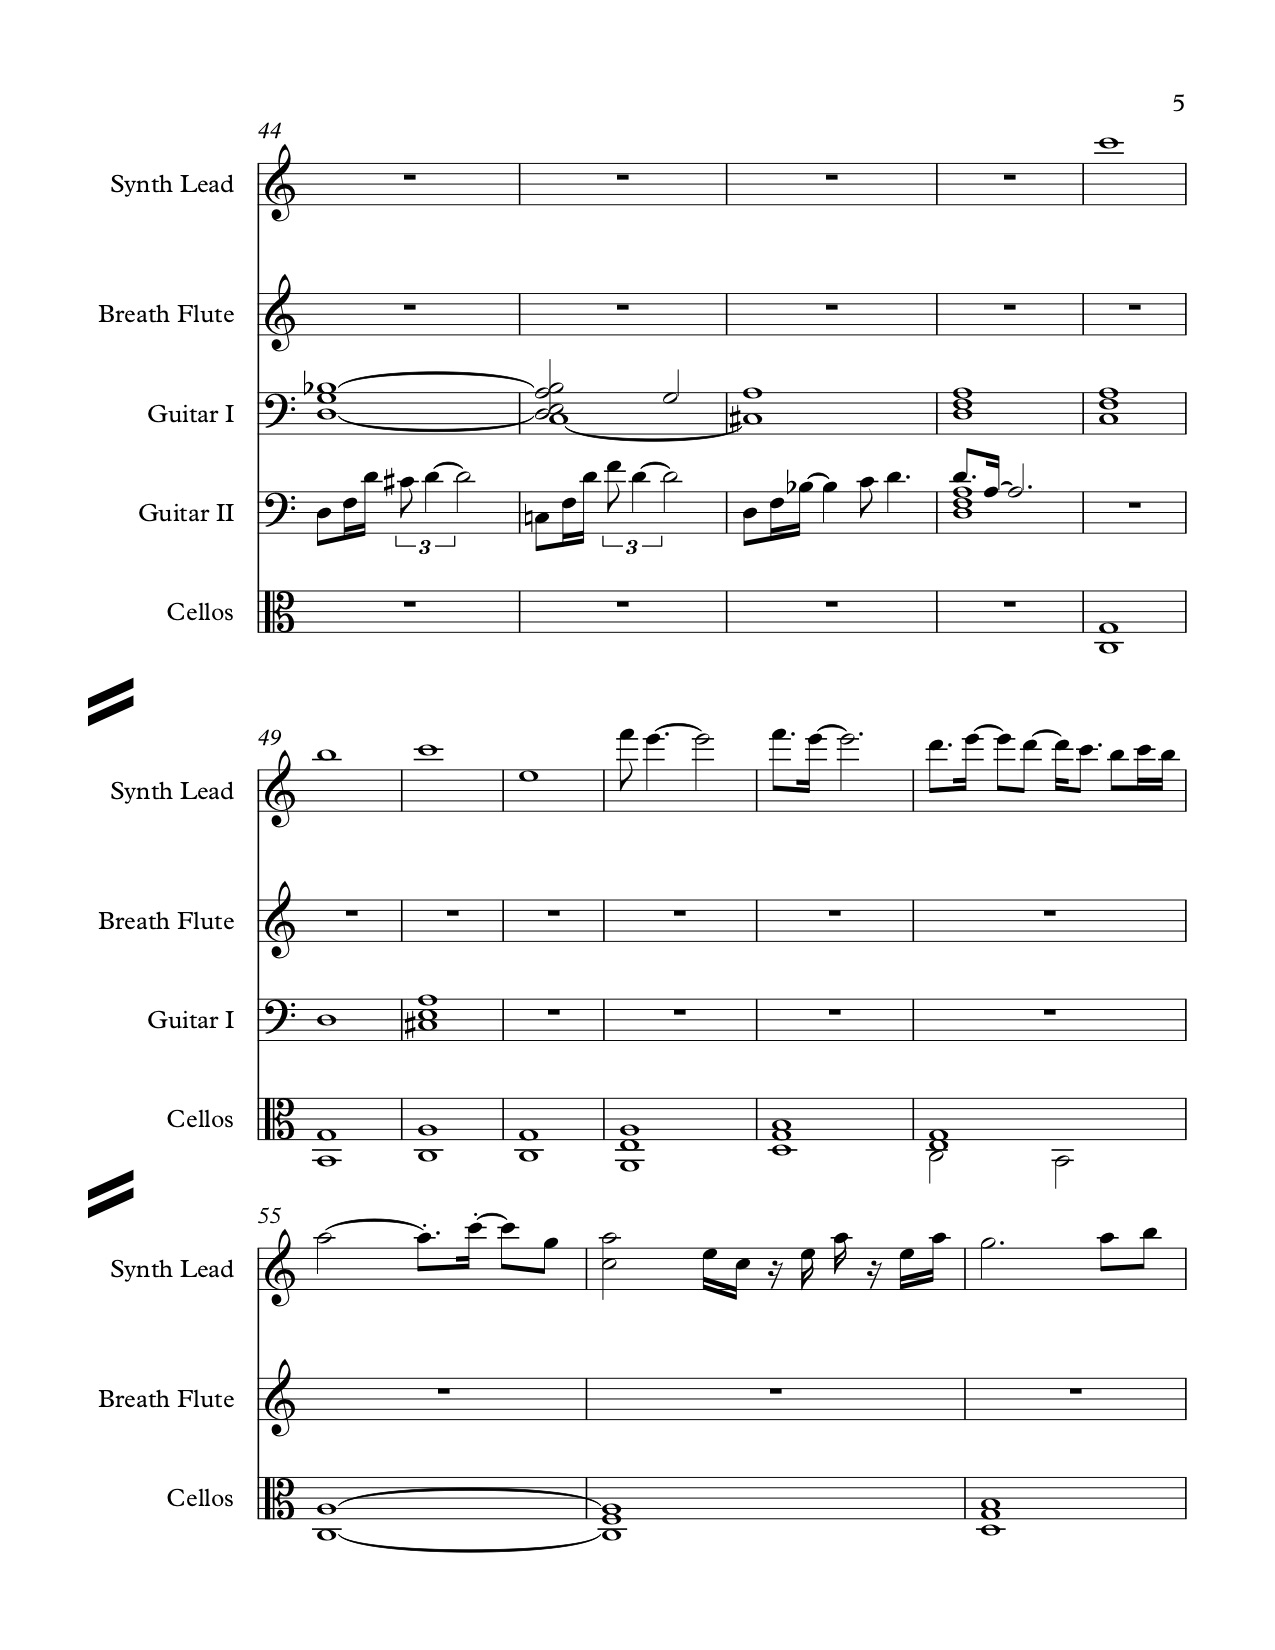 5
44
Synth Lead
Breath Flute
Guitar I
Guitar II
3
3
Cellos
49
Synth Lead
Breath Flute
Guitar I
Cellos
55
Synth Lead
Breath Flute
Cellos